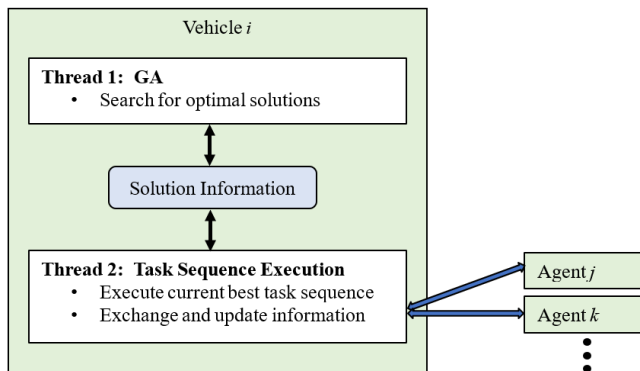 Vehicle i
Thread 1: GA
• Search for optimal solutions
Solution Information
Thread 2: Task Sequence Execution
• Execute current best task sequence
• Exchange and update information
Agent j
Agent k